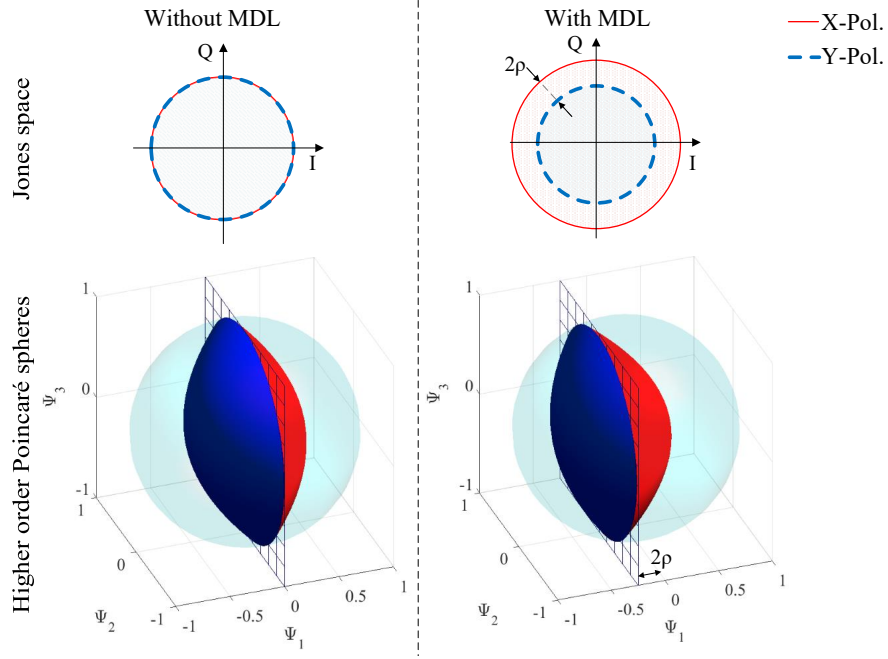 Without MDL
With MDL
X-Pol.
Y-Pol.
Jones space
Q
I
Q
2ρ
I
Higher order Poincaré spheres
1
0
-1
Ψ3
1
0
-1
Ψ2
-1
-0.5
0
0.5
1
Ψ1
1
0
-1
Ψ3
1
0
-1
Ψ2
-1
-0.5
0
0.5
1
Ψ1
2ρ